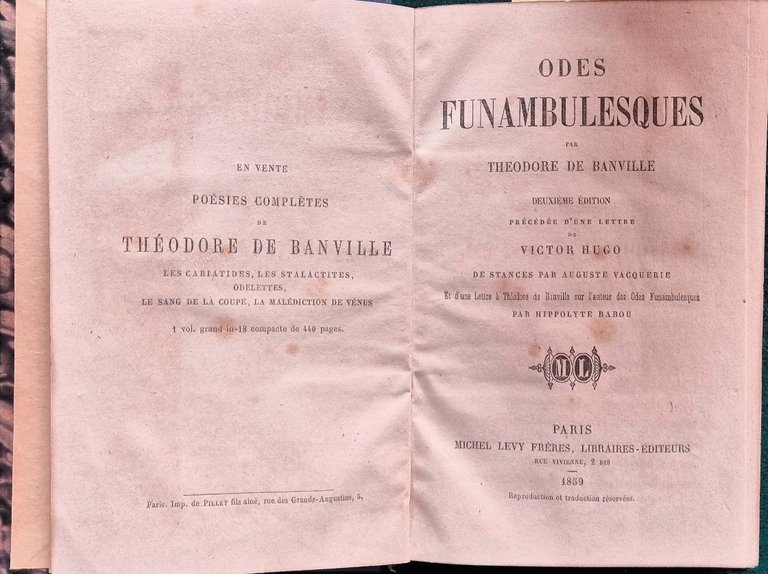 EN VENTE
POÉSIES COMPLÈTES
DE
THÉODORE DE BANVILLE
LES CARIATIDES, LES STALACTITES,
ODELETTES,
LE SANG DE LA COUPE, LA MALÉDICTION DE VÉNUS
1 vol. grand in-18 compacte de 440 pages.
Paris. Imp. de PILLET fils aîné, rue des Grands-Augustins, 5.
ODES
FUNAMBULESQUES
PAR
THEODORE DE BANVILLE
DEUXIÈME ÉDITION
PRÉCÉDÉE D'UNE LETTRE
DE
VICTOR HUGO
DE STANCES PAR AUGUSTE VACQUERIE
Et d'une Lettre à Théodore de Banville sur l'auteur des Odes Funambulesques
PAR HIPPOLYTE BABOU
ML
PARIS
MICHEL LEVY FRÈRES, LIBRAIRES-ÉDITEURS
RUE VIVIENNE, 2 BIS
1859
Reproduction et traduction réservées.